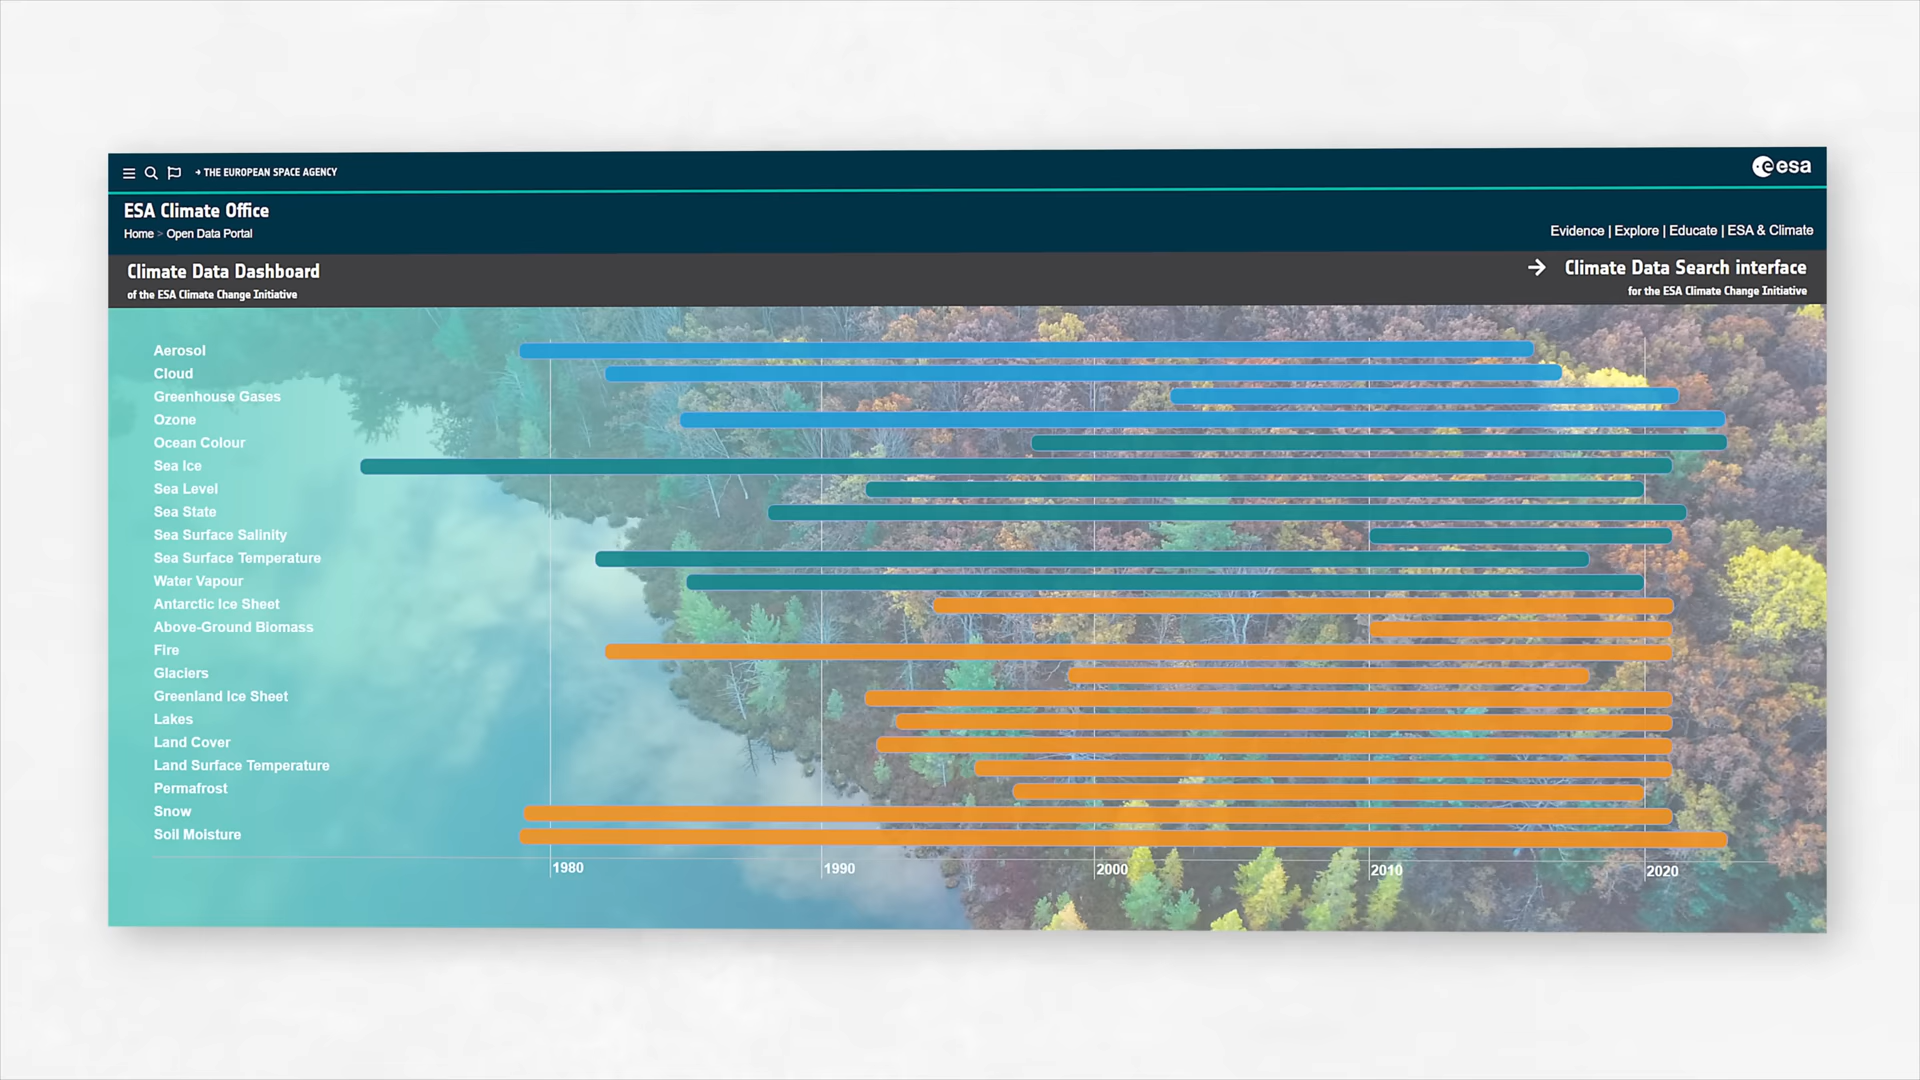 → THE EUROPEAN SPACE AGENCY
esa
ESA Climate Office
Home > Open Data Portal
Evidence | Explore | Educate | ESA & Climate
Climate Data Dashboard
of the ESA Climate Change Initiative
→ Climate Data Search interface
for the ESA Climate Change Initiative
Aerosol
Cloud
Greenhouse Gases
Ozone
Ocean Colour
Sea Ice
Sea Level
Sea State
Sea Surface Salinity
Sea Surface Temperature
Water Vapour
Antarctic Ice Sheet
Above-Ground Biomass
Fire
Glaciers
Greenland Ice Sheet
Lakes
Land Cover
Land Surface Temperature
Permafrost
Snow
Soil Moisture
1980 1990 2000 2010 2020